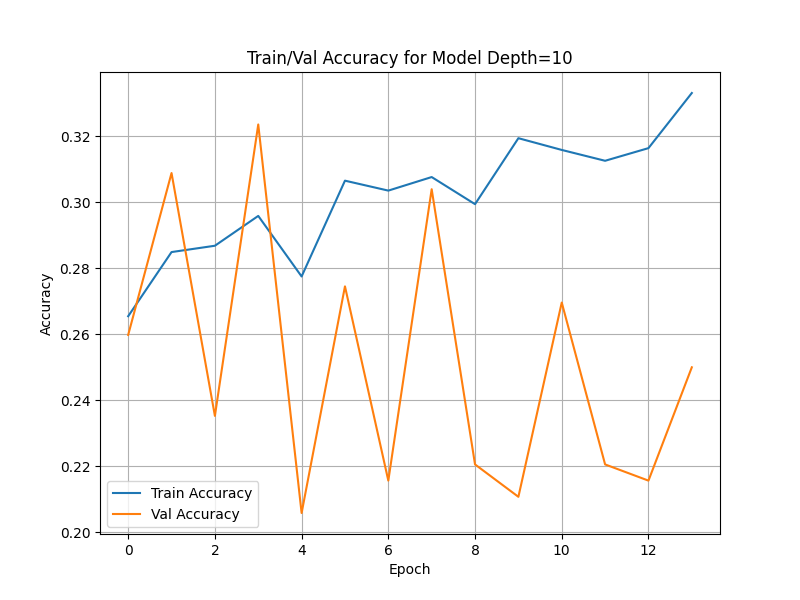 Train/Val Accuracy for Model Depth=10
Accuracy
0.32
0.30
0.28
0.26
0.24
0.22
0.20
Train Accuracy
Val Accuracy
0 2 4 6 8 10 12
Epoch